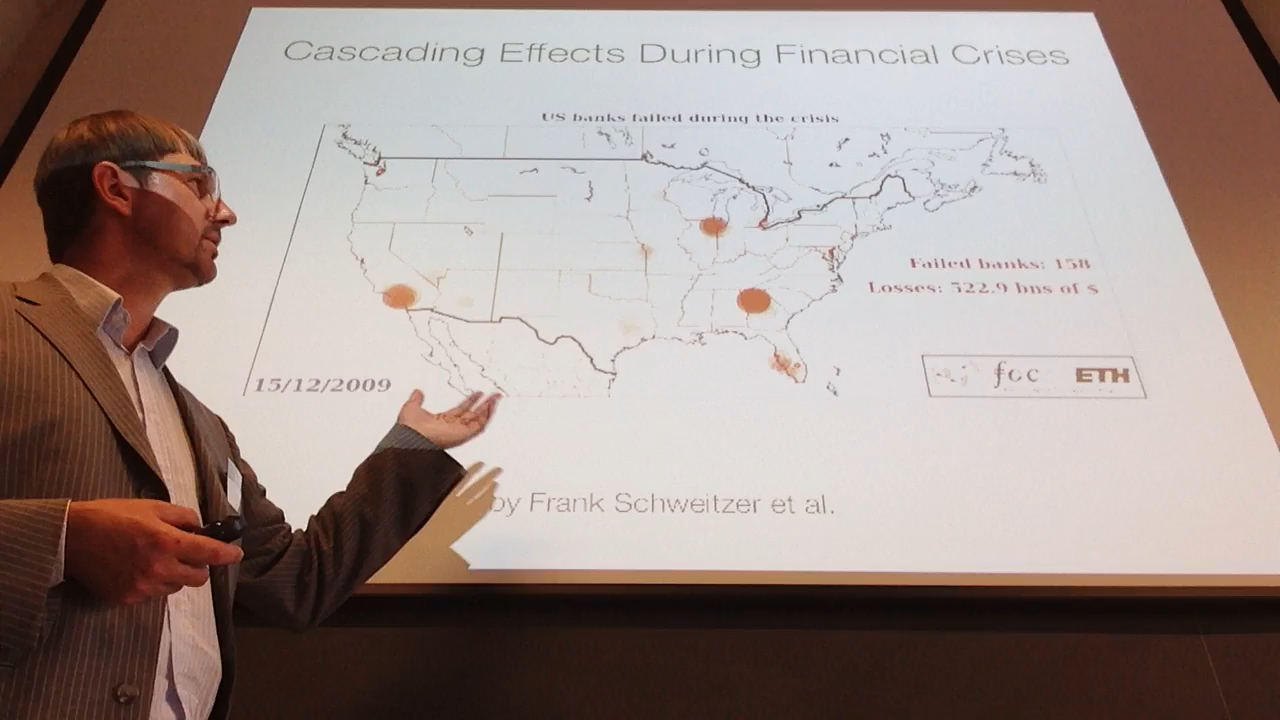 Cascading Effects During Financial Crises
US banks failed during the crisis
Failed banks: 158
Losses: 522.9 bns of $
15/12/2009
foc ETH
by Frank Schweitzer et al.